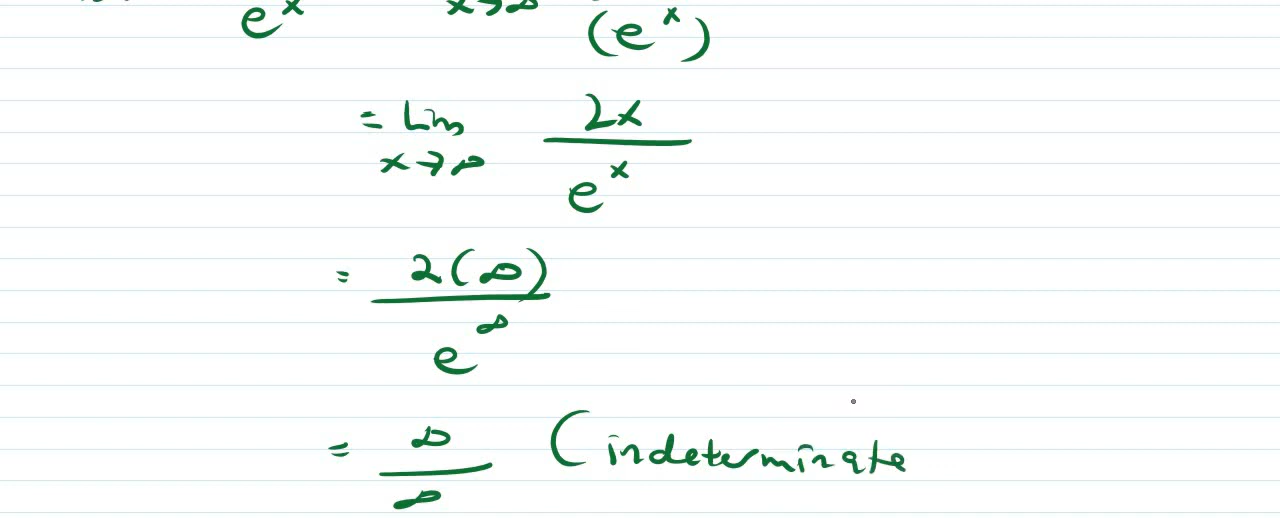 e^x x→∞ (e^x)
= Lim x→∞ 2x / e^x
= 2(∞) / e^∞
= ∞ / ∞ (indeterminate